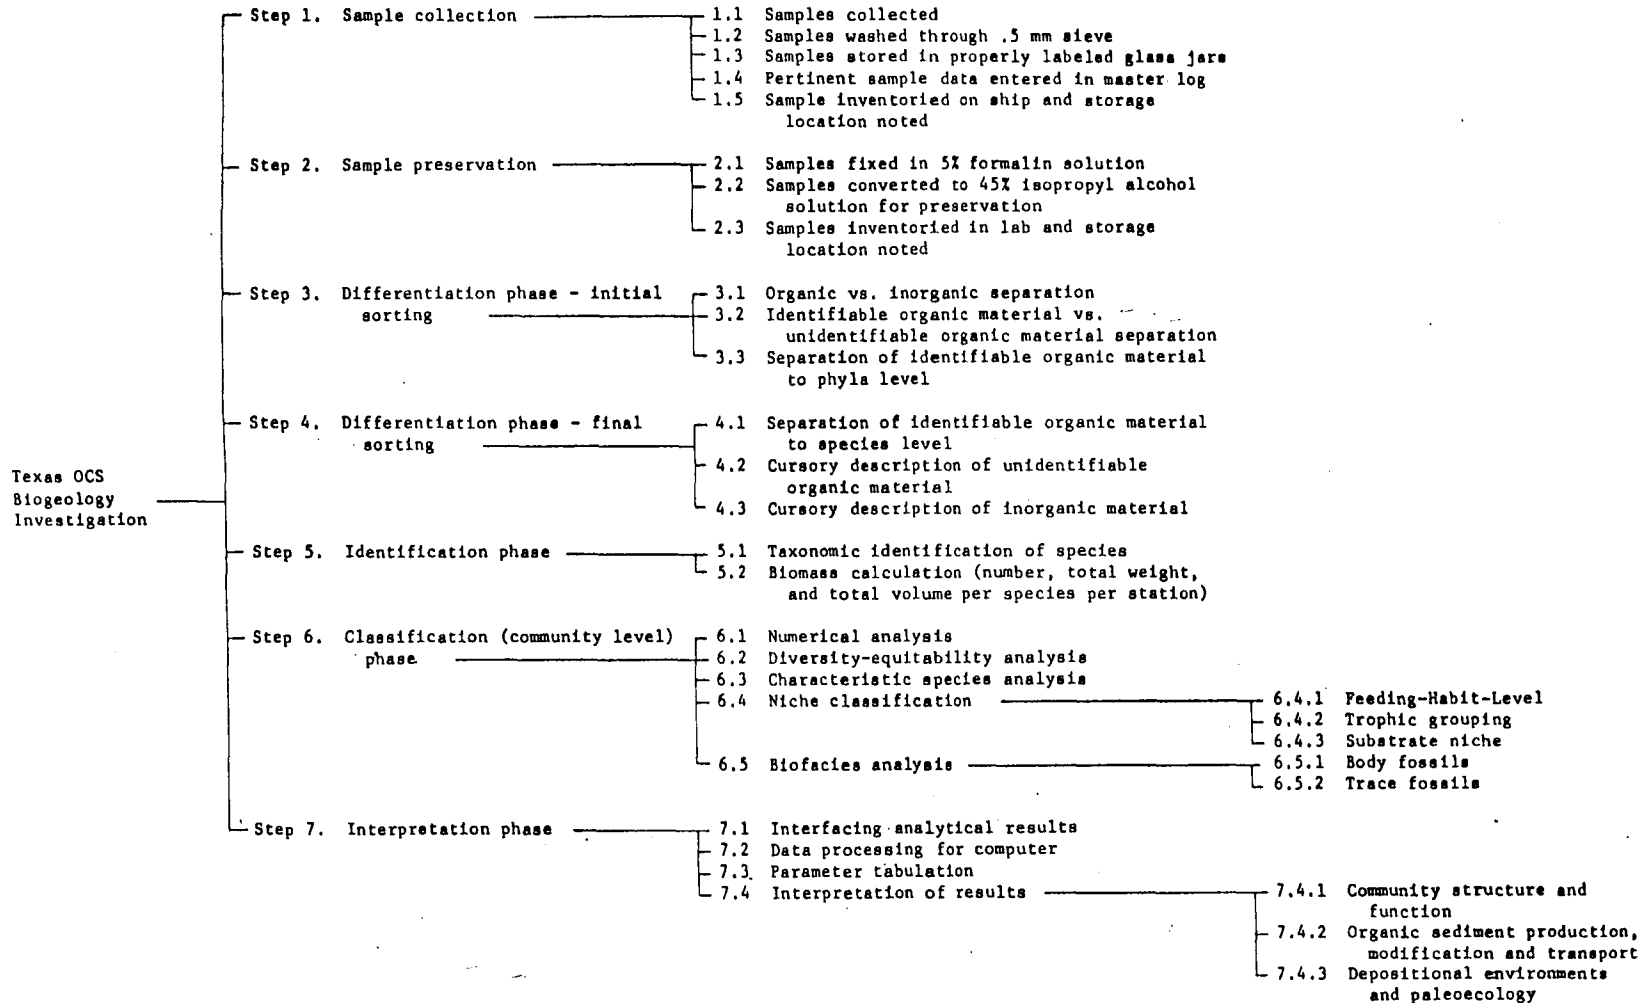 Step 1. Sample collection
1.1 Samples collected
1.2 Samples washed through .5 mm sieve
1.3 Samples stored in properly labeled glass jars
1.4 Pertinent sample data entered in master log
1.5 Sample inventoried on ship and storage
location noted
Step 2. Sample preservation
2.1 Samples fixed in 5% formalin solution
2.2 Samples converted to 45% isopropyl alcohol
solution for preservation
2.3 Samples inventoried in lab and storage
location noted
Step 3. Differentiation phase - initial
sorting
3.1 Organic vs. inorganic separation
3.2 Identifiable organic material vs.
unidentifiable organic material separation
3.3 Separation of identifiable organic material
to phyla level
Step 4. Differentiation phase - final
sorting
4.1 Separation of identifiable organic material
to species level
4.2 Cursory description of unidentifiable
organic material
4.3 Cursory description of inorganic material
Texas OCS
Biogeology
Investigation
Step 5. Identification phase
5.1 Taxonomic identification of species
5.2 Biomass calculation (number, total weight,
and total volume per species per station)
Step 6. Classification (community level)
phase
6.1 Numerical analysis
6.2 Diversity-equitability analysis
6.3 Characteristic species analysis
6.4 Niche classification
6.4.1 Feeding-Habit-Level
6.4.2 Trophic grouping
6.4.3 Substrate niche
6.5 Biofacies analysis
6.5.1 Body fossils
6.5.2 Trace fossils
Step 7. Interpretation phase
7.1 Interfacing analytical results
7.2 Data processing for computer
7.3 Parameter tabulation
7.4 Interpretation of results
7.4.1 Community structure and
function
7.4.2 Organic sediment production,
modification and transport
7.4.3 Depositional environments
and paleoecology